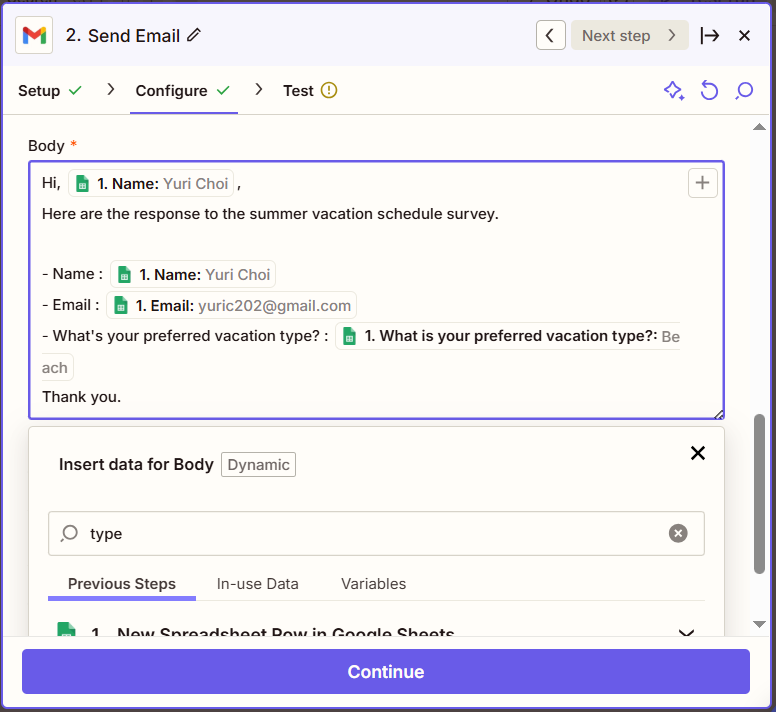 2. Send Email
Next step
Setup
Configure
Test
Body *
Hi, 1. Name: Yuri Choi ,
Here are the response to the summer vacation schedule survey.
- Name : 1. Name: Yuri Choi
- Email : 1. Email: yuric202@gmail.com
- What's your preferred vacation type? : 1. What is your preferred vacation type?: Be
ach
Thank you.
Insert data for Body Dynamic
type
Previous Steps In-use Data Variables
1. New Spreadsheet Row in Google Sheets
Continue